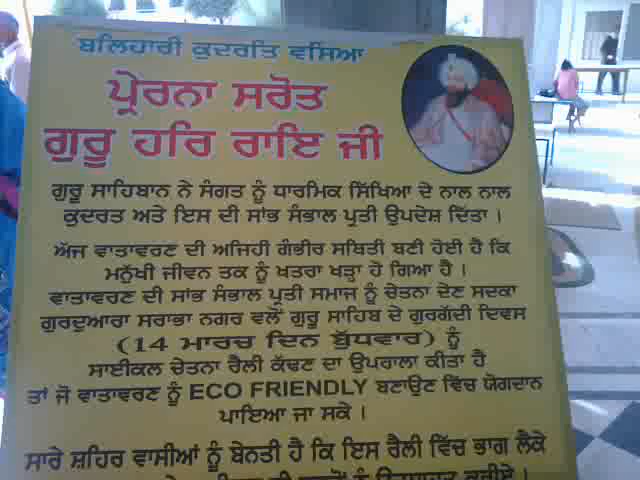 ਬਲਿਹਾਰੀ ਕੁਦਰਤਿ ਵਸਿਆ
ਪ੍ਰੇਰਨਾ ਸਰੋਤ
ਗੁਰੂ ਹਰਿ ਰਾਇ ਜੀ
ਗੁਰੂ ਸਾਹਿਬਾਨ ਨੇ ਸੰਗਤ ਨੂੰ ਧਾਰਮਿਕ ਸਿੱਖਿਆ ਦੇ ਨਾਲ ਨਾਲ
ਕੁਦਰਤ ਅਤੇ ਇਸ ਦੀ ਸਾਂਭ ਸੰਭਾਲ ਪ੍ਰਤੀ ਉਪਦੇਸ਼ ਦਿੱਤਾ ।
ਅੱਜ ਵਾਤਾਵਰਣ ਦੀ ਅਜਿਹੀ ਗੰਭੀਰ ਸਥਿਤੀ ਬਣੀ ਹੋਈ ਹੈ ਕਿ
ਮਨੁੱਖੀ ਜੀਵਨ ਤਕ ਨੂੰ ਖਤਰਾ ਖੜ੍ਹਾ ਹੋ ਗਿਆ ਹੈ ।
ਵਾਤਾਵਰਣ ਦੀ ਸਾਂਭ ਸੰਭਾਲ ਪ੍ਰਤੀ ਸਮਾਜ ਨੂੰ ਚੇਤਨਾ ਦੇਣ ਸਦਕਾ
ਗੁਰਦੁਆਰਾ ਸਰਾਭਾ ਨਗਰ ਵਲੋਂ ਗੁਰੂ ਸਾਹਿਬ ਦੇ ਗੁਰਗੱਦੀ ਦਿਵਸ
(14 ਮਾਰਚ ਦਿਨ ਬੁੱਧਵਾਰ) ਨੂੰ
ਸਾਈਕਲ ਚੇਤਨਾ ਰੈਲੀ ਕੱਢਣ ਦਾ ਉਪਰਾਲਾ ਕੀਤਾ ਹੈ
ਤਾਂ ਜੋ ਵਾਤਾਵਰਣ ਨੂੰ ECO FRIENDLY ਬਣਾਉਣ ਵਿੱਚ ਯੋਗਦਾਨ
ਪਾਇਆ ਜਾ ਸਕੇ ।
ਸਾਰੇ ਸ਼ਹਿਰ ਵਾਸੀਆਂ ਨੂੰ ਬੇਨਤੀ ਹੈ ਕਿ ਇਸ ਰੈਲੀ ਵਿੱਚ ਭਾਗ ਲੈਕੇ